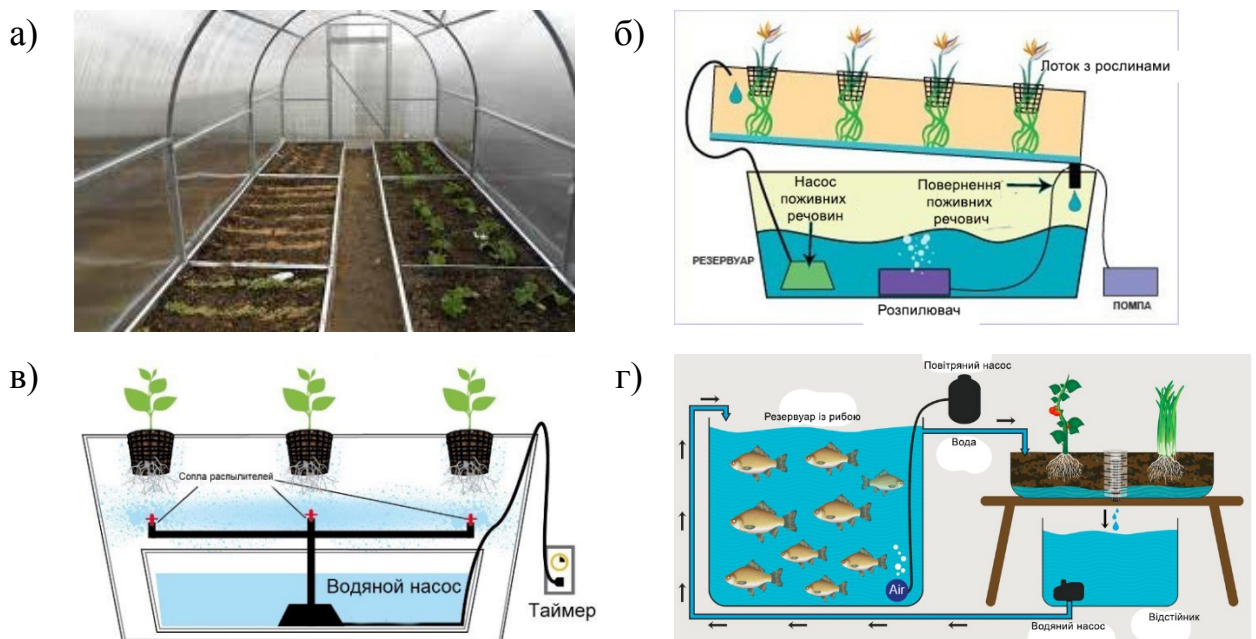 а)
б)
Лоток з рослинами
Насос
поживних
речовин
Повернення
поживних
речович
РЕЗЕРВУАР
Розпилювач
ПОМПА
в)
Сопла распылителей
Водяной насос
Таймер
г)
Повітряний насос
Резервуар із рибою
Вода
Air
Водяний насос
Відстійник